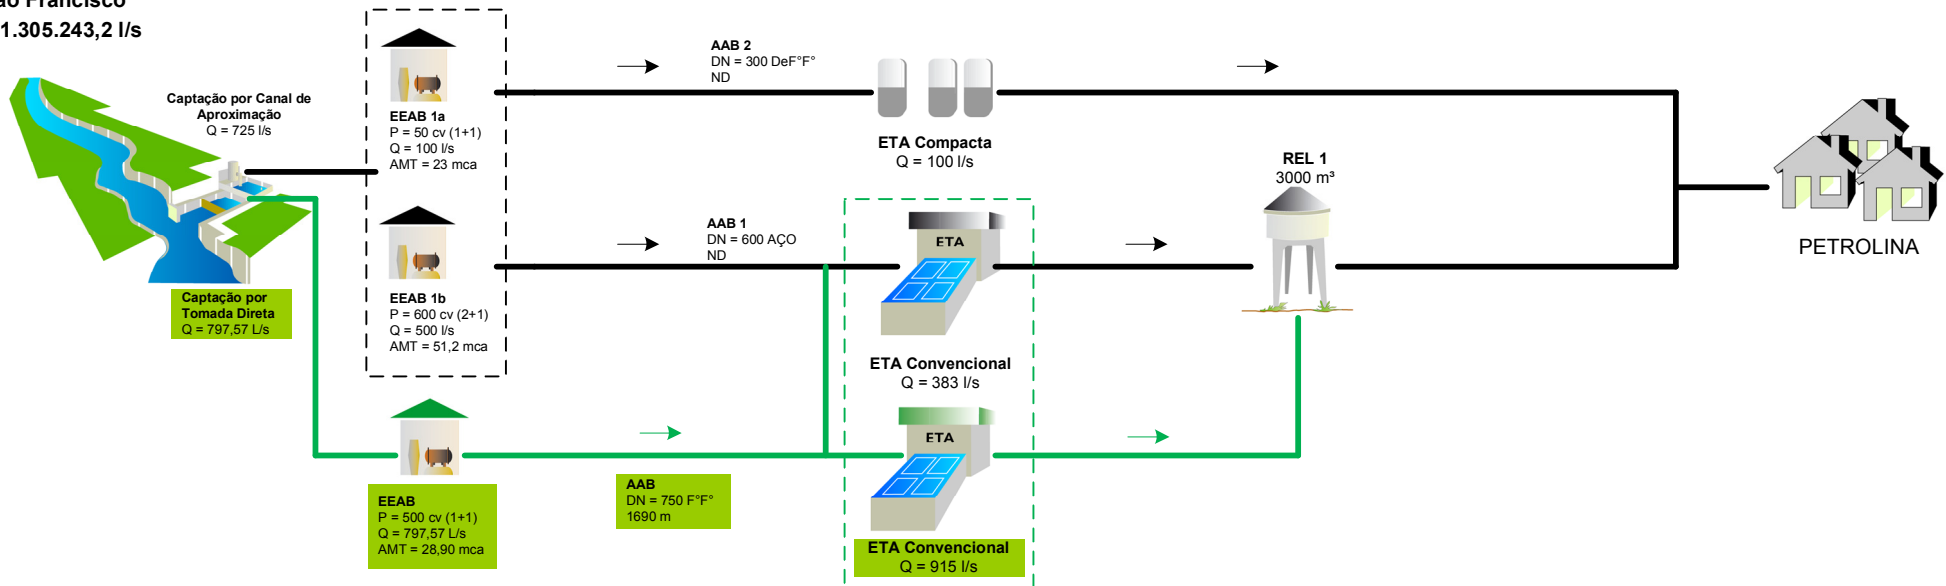 Francisco
1.305.243,2 l/s
Captação por Canal de
Aproximação
Q = 725 l/s
EEAB 1a
P = 50 cv (1+1)
Q = 100 l/s
AMT = 23 mca
AAB 2
DN = 300 DeF°F°
ND
ETA Compacta
Q = 100 l/s
REL 1
3000 m³
PETROLINA
Captação por
Tomada Direta
Q = 797,57 L/s
EEAB 1b
P = 600 cv (2+1)
Q = 500 l/s
AMT = 51,2 mca
AAB 1
DN = 600 AÇO
ND
ETA
ETA Convencional
Q = 383 l/s
EEAB
P = 500 cv (1+1)
Q = 797,57 L/s
AMT = 28,90 mca
AAB
DN = 750 F°F°
1690 m
ETA
ETA Convencional
Q = 915 l/s